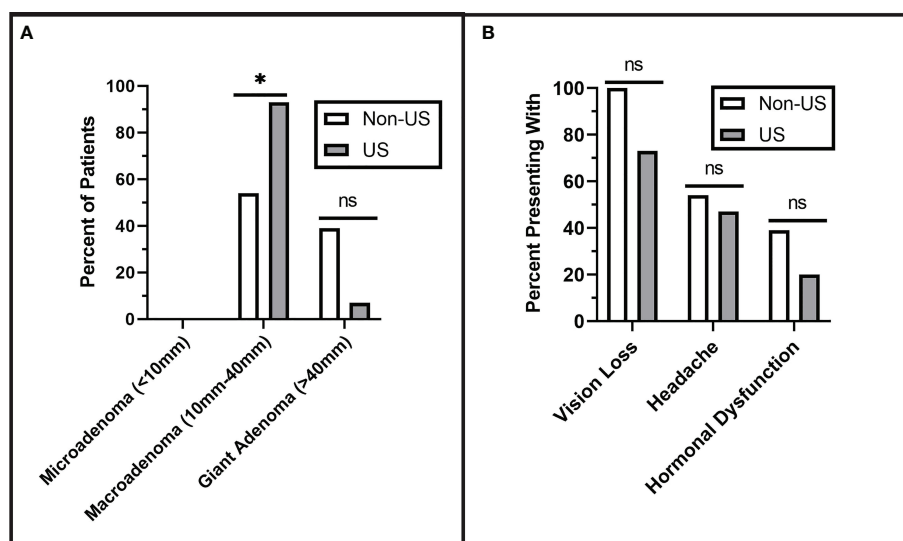 A
Percent of Patients
100
80
60
40
20
0
*
ns
Non-US
US
Microadenoma (<10mm)
Macroadenoma (10mm-40mm)
Giant Adenoma (>40mm)
B
Percent Presenting With
100
80
60
40
20
0
ns
ns
ns
Non-US
US
Vision Loss
Headache
Hormonal Dysfunction